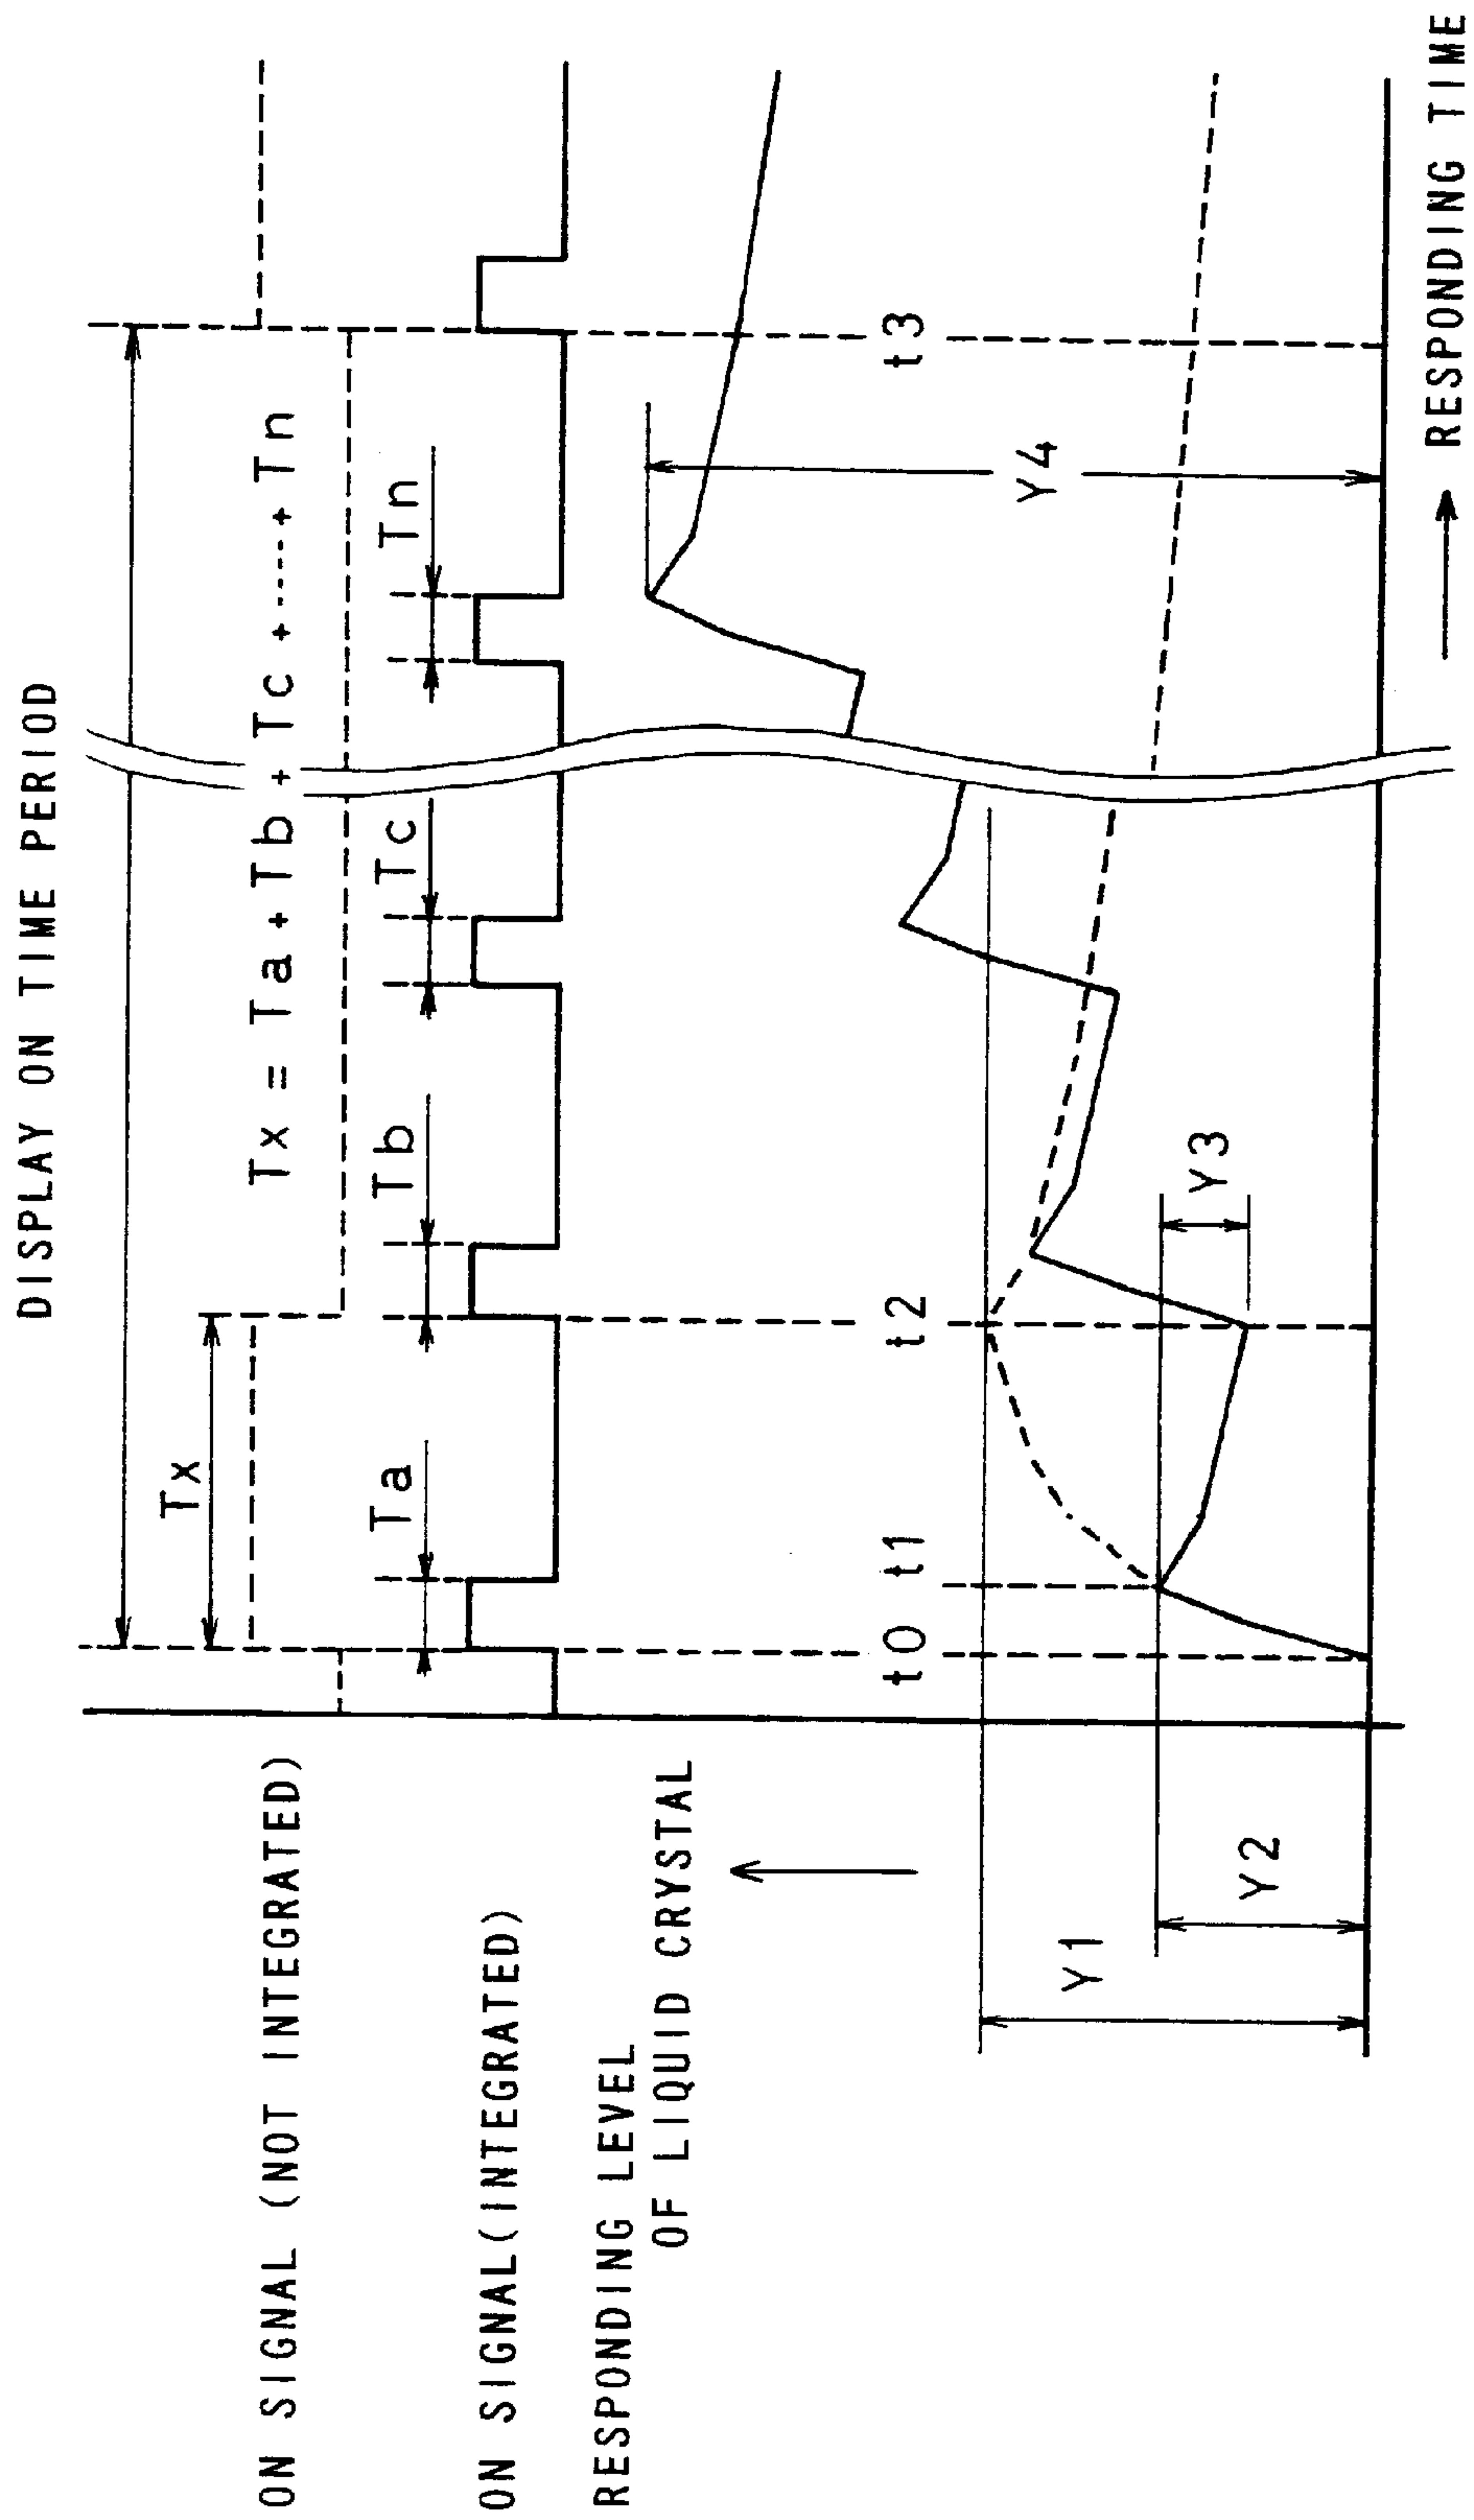 DISPLAY ON TIME PERIOD
Tx
Tx = Ta + Tb + Tc + ----- + Tn
ON SIGNAL (NOT INTEGRATED)
Ta
Tb
Tc
Tn
ON SIGNAL(INTEGRATED)
RESPONDING LEVEL
OF LIQUID CRYSTAL
t0
t1
t2
t3
Y1
Y2
Y3
Y4
RESPONDING TIME